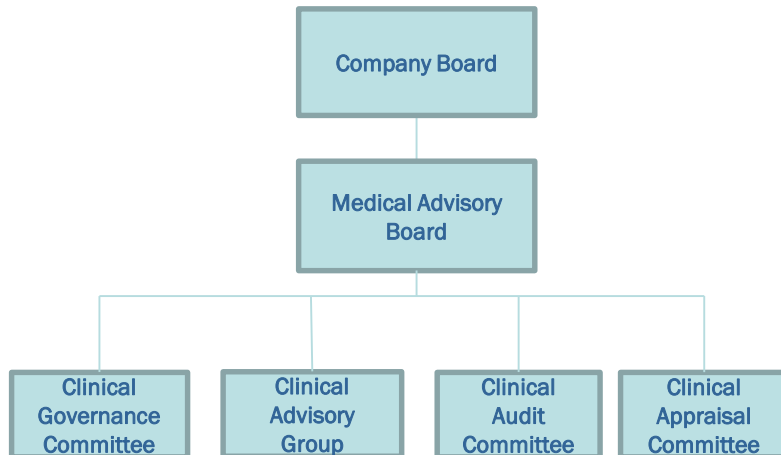 Company Board
Medical Advisory
Board
Clinical
Governance
Committee
Clinical
Advisory
Group
Clinical
Audit
Committee
Clinical
Appraisal
Committee